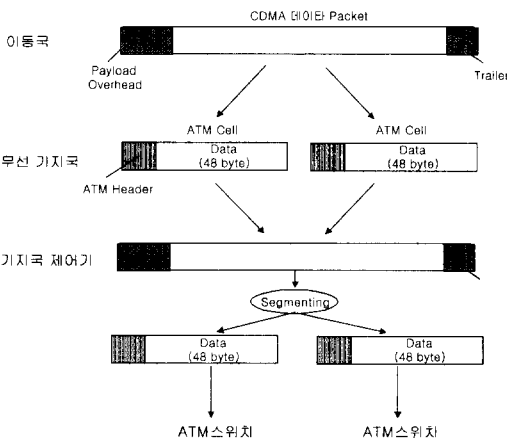 CDMA 데이타 Packet
이동국
Payload
Overhead
Trailer
ATM Cell
ATM Cell
무선 기지국
Data
(48 byte)
Data
(48 byte)
ATM Header
기지국 제어기
Segmenting
Data
(48 byte)
Data
(48 byte)
ATM스위치
ATM스위치